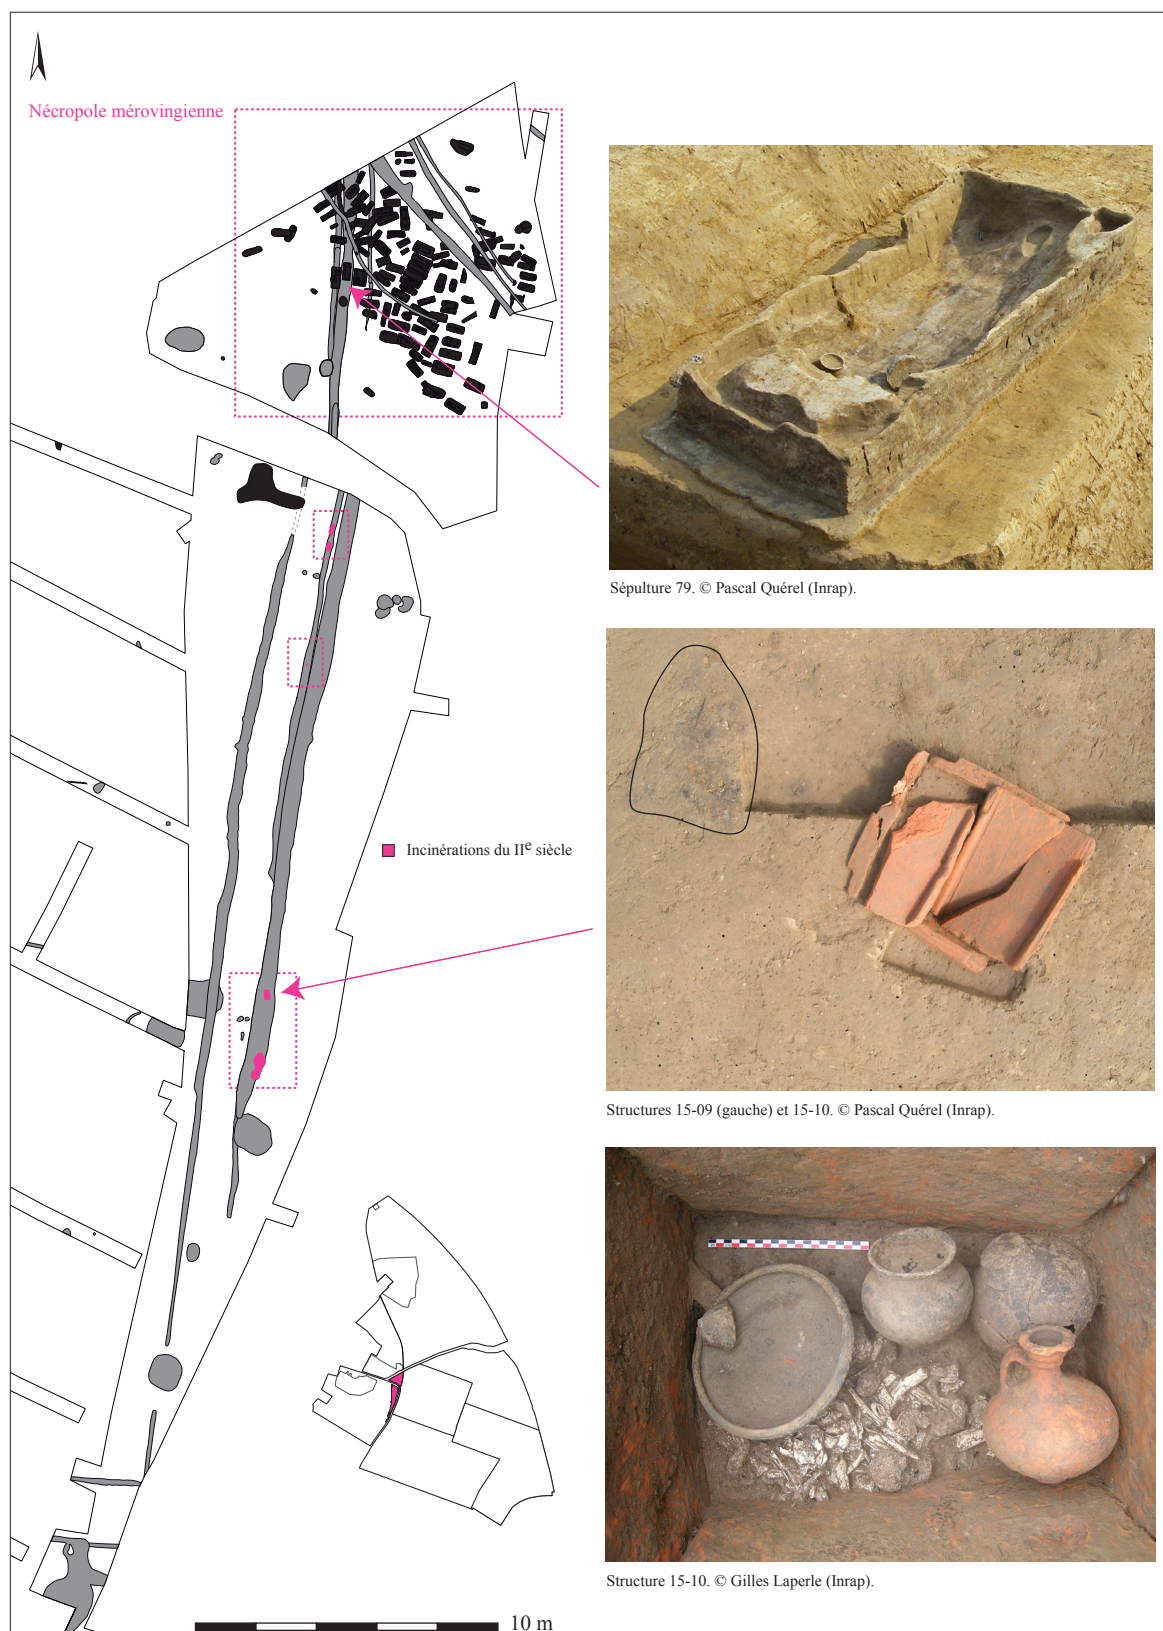 Nécropole mérovingienne
Sépulture 79. © Pascal Quérel (Inrap).
Incinérations du IIe siècle
Structures 15-09 (gauche) et 15-10. © Pascal Quérel (Inrap).
Structure 15-10. © Gilles Laperle (Inrap).
10 m